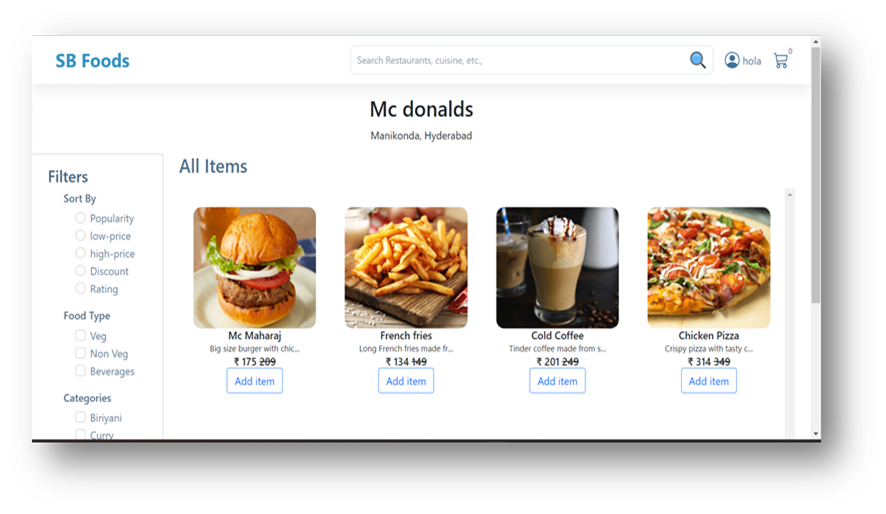 SB Foods
Search Restaurants, cuisine, etc.,
hola
0
Mc donalds
Manikonda, Hyderabad
Filters
Sort By
Popularity
low-price
high-price
Discount
Rating
Food Type
Veg
Non Veg
Beverages
Categories
Biriyani
Curry
All Items
Mc Maharaj
Big size burger with chic...
₹ 175 209
Add item
French fries
Long French fries made fr...
₹ 134 149
Add item
Cold Coffee
Tinder coffee made from s...
₹ 201 249
Add item
Chicken Pizza
Crispy pizza with tasty c...
₹ 314 349
Add item